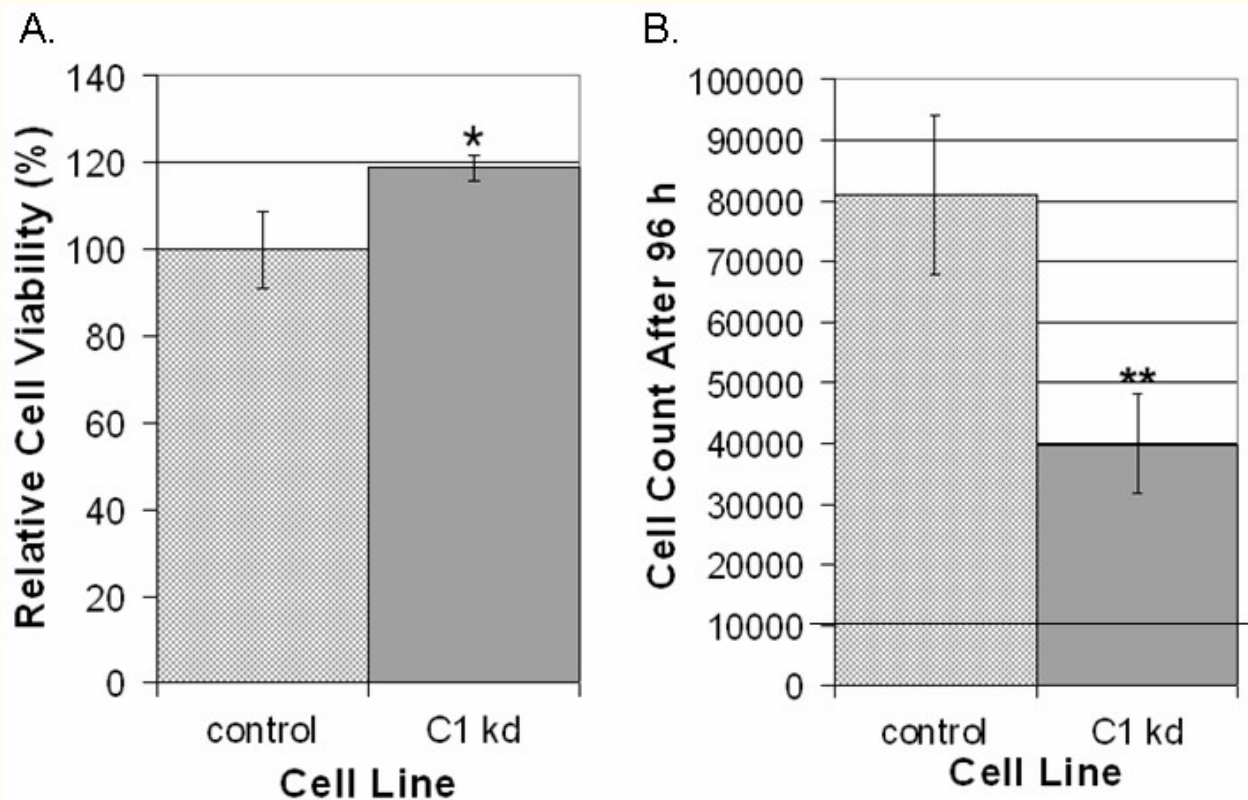 A.
Relative Cell Viability (%)
140
120
100
80
60
40
20
0
*
control
C1 kd
Cell Line
B.
Cell Count After 96 h
100000
90000
80000
70000
60000
50000
40000
30000
20000
10000
0
**
control
C1 kd
Cell Line